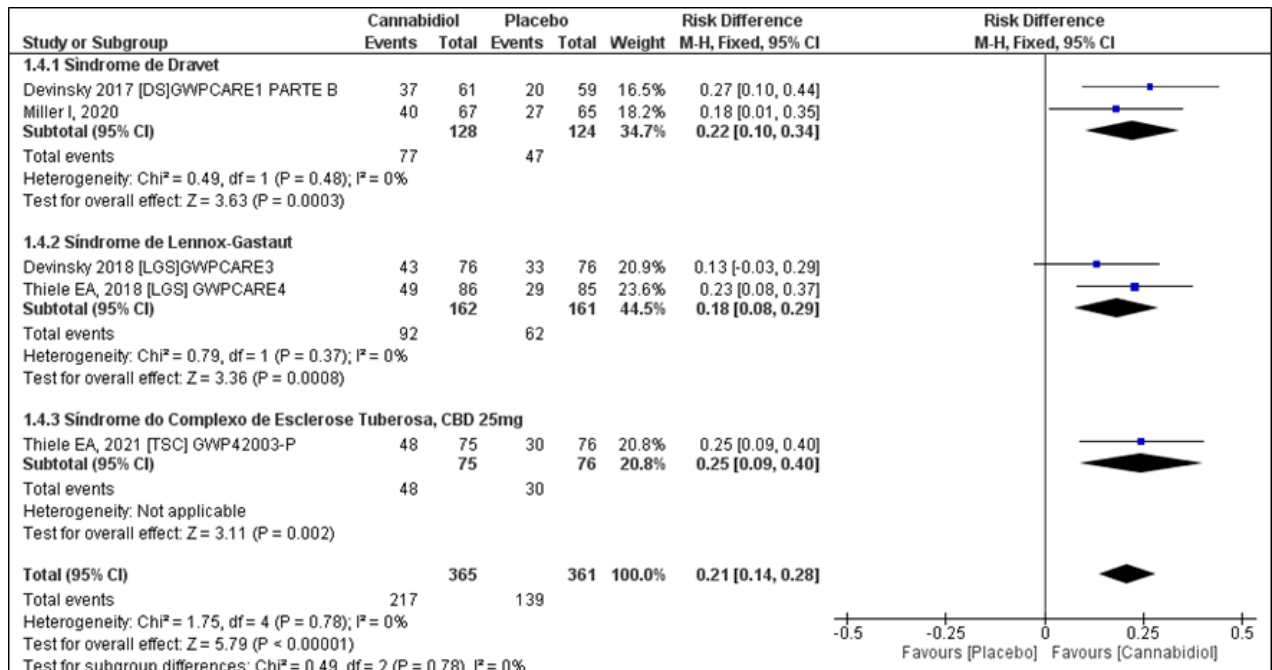 Cannabidiol Placebo Risk Difference Risk Difference
Study or Subgroup Events Total Events Total Weight M-H, Fixed, 95% CI M-H, Fixed, 95% CI
1.4.1 Síndrome de Dravet
Devinsky 2017 [DS]GWPCARE1 PARTE B 37 61 20 59 16.5% 0.27 [0.10, 0.44]
Miller I, 2020 40 67 27 65 18.2% 0.18 [0.01, 0.35]
Subtotal (95% CI) 128 124 34.7% 0.22 [0.10, 0.34]
Total events 77 47
Heterogeneity: Chi² = 0.49, df = 1 (P = 0.48); I² = 0%
Test for overall effect: Z = 3.63 (P = 0.0003)
1.4.2 Síndrome de Lennox-Gastaut
Devinsky 2018 [LGS]GWPCARE3 43 76 33 76 20.9% 0.13 [-0.03, 0.29]
Thiele EA, 2018 [LGS] GWPCARE4 49 86 29 85 23.6% 0.23 [0.08, 0.37]
Subtotal (95% CI) 162 161 44.5% 0.18 [0.08, 0.29]
Total events 92 62
Heterogeneity: Chi² = 0.79, df = 1 (P = 0.37); I² = 0%
Test for overall effect: Z = 3.36 (P = 0.0008)
1.4.3 Síndrome do Complexo de Esclerose Tuberosa, CBD 25mg
Thiele EA, 2021 [TSC] GWP42003-P 48 75 30 76 20.8% 0.25 [0.09, 0.40]
Subtotal (95% CI) 75 76 20.8% 0.25 [0.09, 0.40]
Total events 48 30
Heterogeneity: Not applicable
Test for overall effect: Z = 3.11 (P = 0.002)
Total (95% CI) 365 361 100.0% 0.21 [0.14, 0.28]
Total events 217 139
Heterogeneity: Chi² = 1.75, df = 4 (P = 0.78); I² = 0%
Test for overall effect: Z = 5.79 (P < 0.00001)
Test for subgroup differences: Chi² = 0.49, df = 2 (P = 0.78), I² = 0%
-0.5 -0.25 0 0.25 0.5
Favours [Placebo] Favours [Cannabidiol]